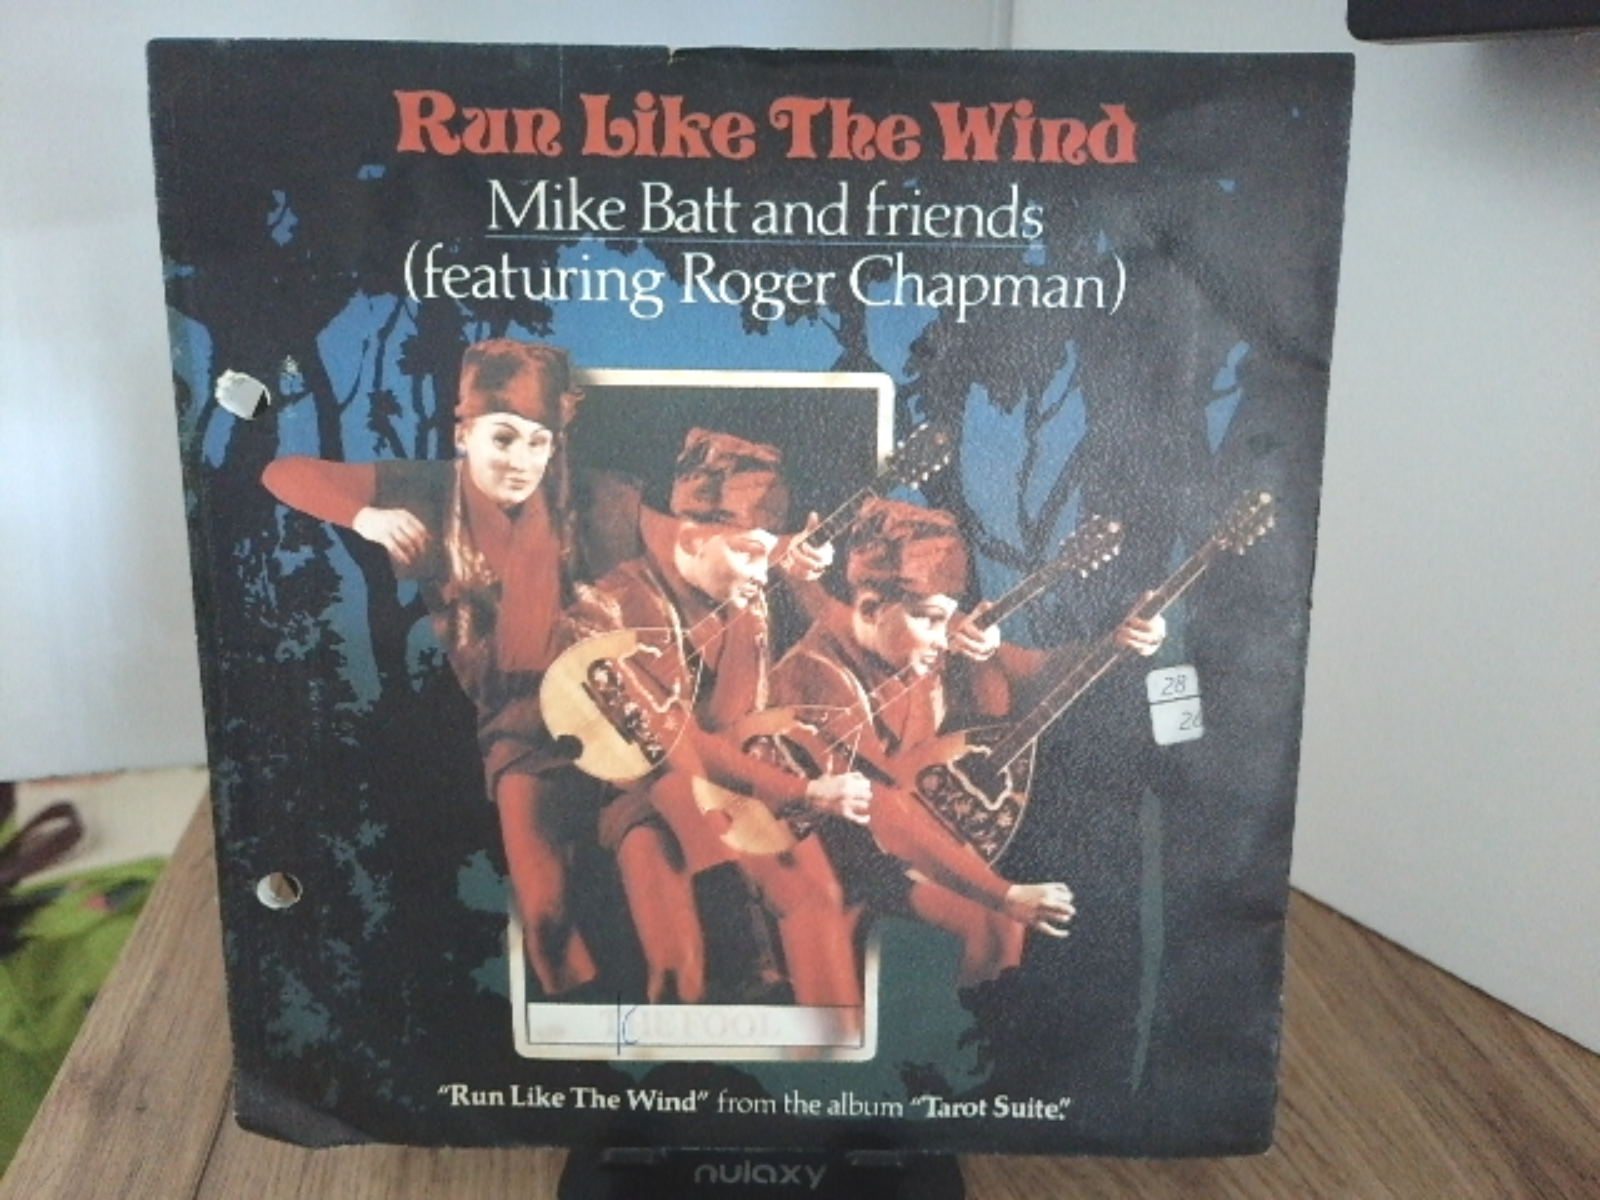 Run Like The Wind
Mike Batt and friends
(featuring Roger Chapman)
28
THE FOOL
"Run Like The Wind" from the album "Tarot Suite."
nulaxy